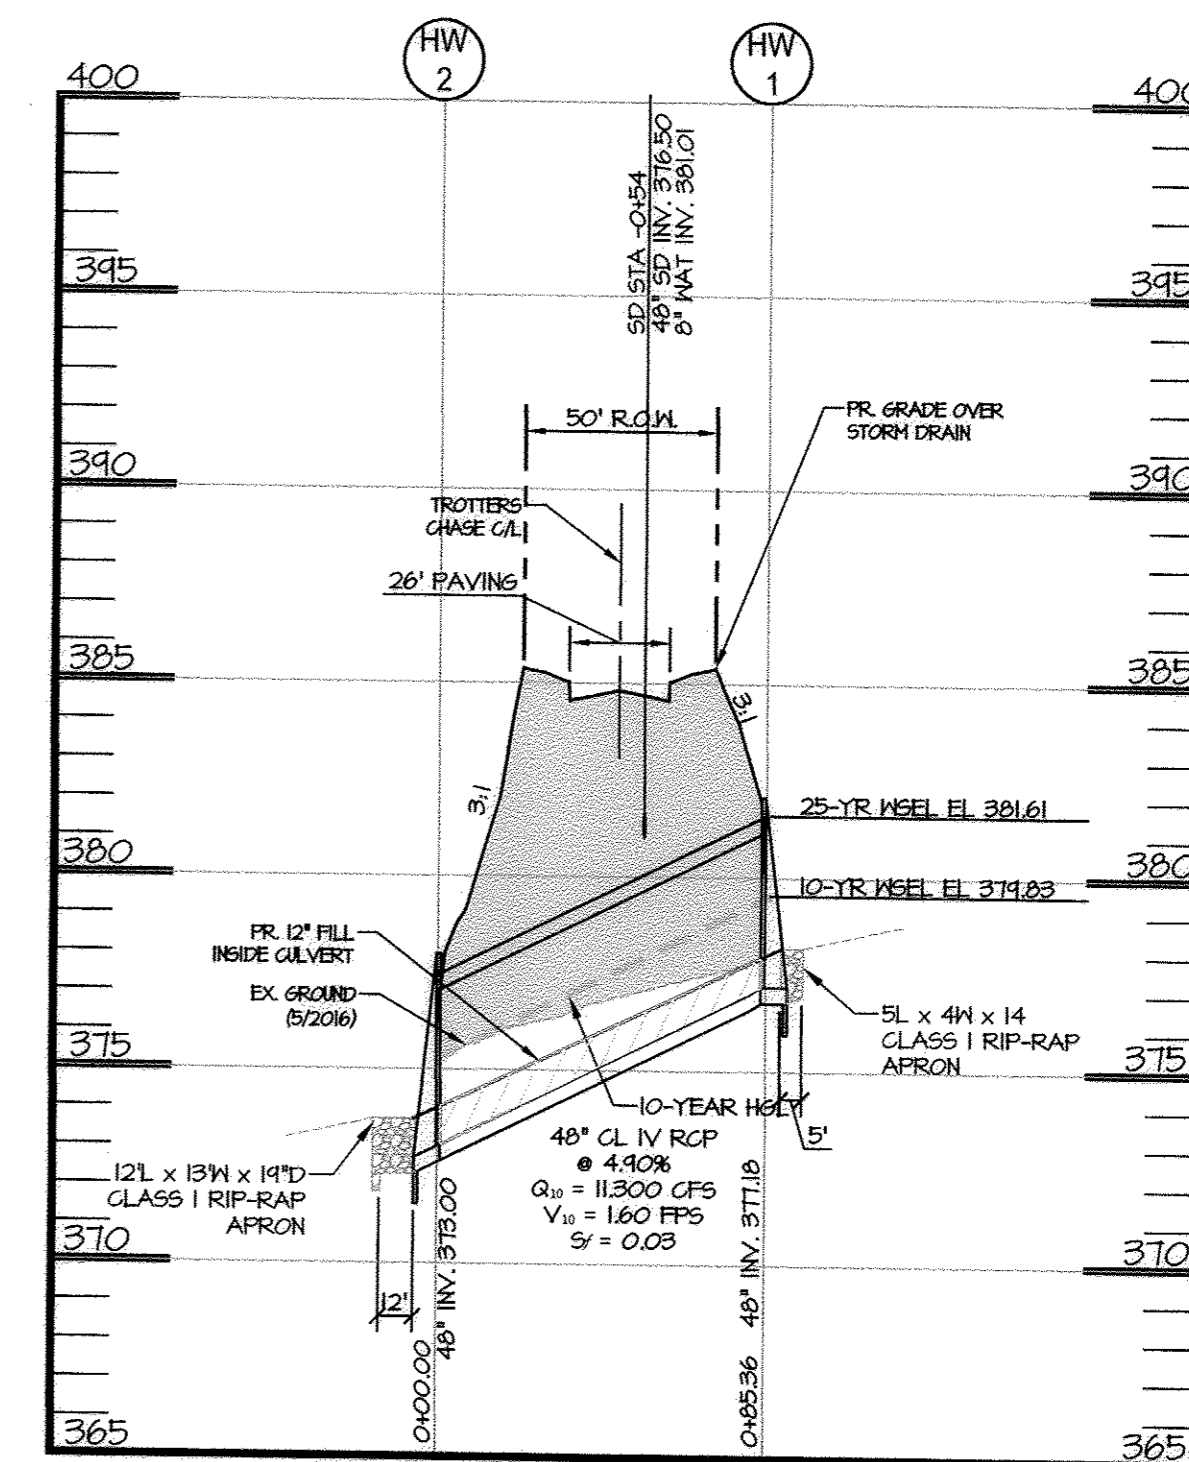 HW
2
HW
1
400
400
SD STA -0+54
48" SD INV. 376.50
8" WAT INV. 381.01
395
395
50' R.O.W.
PR. GRADE OVER
STORM DRAIN
390
390
TROTTERS
CHASE C/L
26' PAVING
385
385
3:1
3:1
25-YR WSEL EL 381.61
380
380
10-YR WSEL EL 379.83
PR. 12" FILL
INSIDE CULVERT
EX. GROUND
(5/2016)
5L x 4W x 14
CLASS I RIP-RAP
APRON
375
375
10-YEAR HGL
5'
48" CL IV RCP
@ 4.90%
Q10 = 11.300 CFS
V10 = 1.60 FPS
Sf = 0.03
12'L x 13'W x 19"D
CLASS I RIP-RAP
APRON
370
370
12'
0+00.00
48" INV. 373.00
0+85.36
48" INV. 377.18
365
365